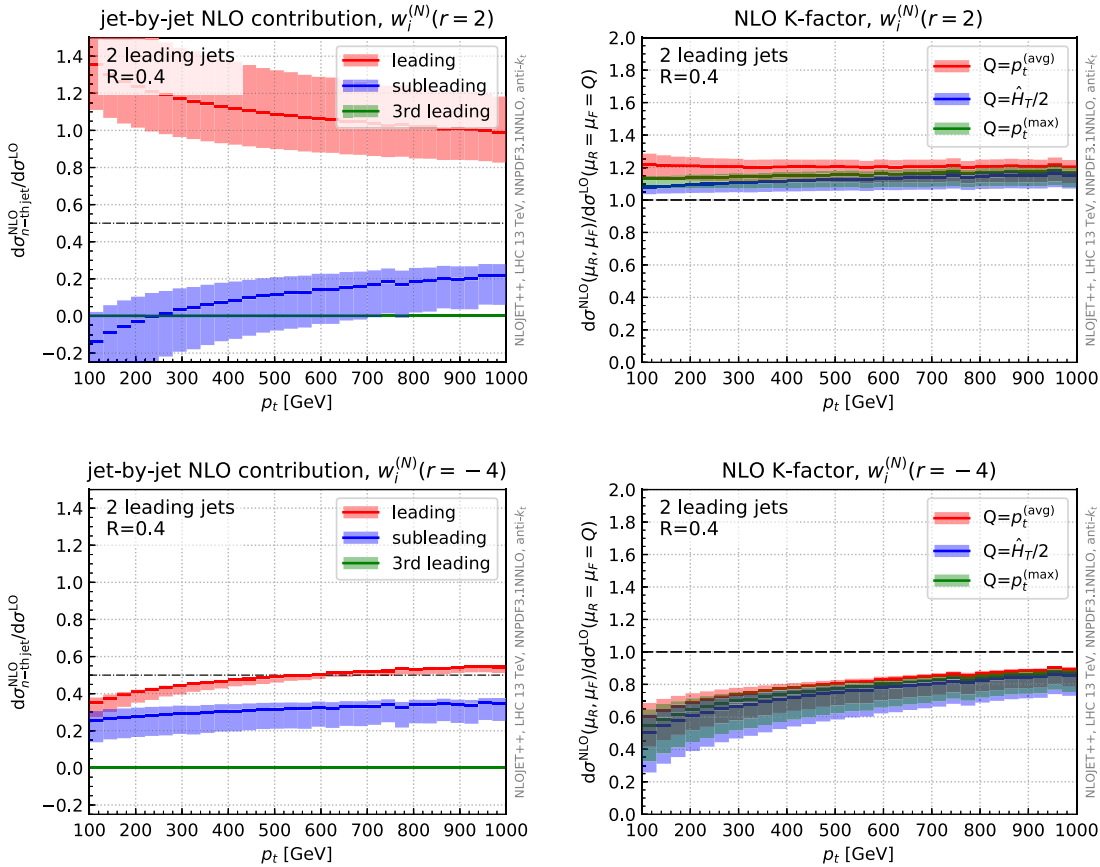 jet-by-jet NLO contribution, w_i^(N)(r = 2)
2 leading jets
R=0.4
leading
subleading
3rd leading
dσ^NLO_n−th jet/dσ^LO
1.4
1.2
1.0
0.8
0.6
0.4
0.2
0.0
−0.2
100 200 300 400 500 600 700 800 900 1000
p_t [GeV]
NLOJET++, LHC 13 TeV, NNPDF3.1NNLO, anti-k_t
NLO K-factor, w_i^(N)(r = 2)
2 leading jets
R=0.4
Q=p_t^(avg)
Q=Ĥ_T/2
Q=p_t^(max)
dσ^NLO(μ_R, μ_F)/dσ^LO(μ_R = μ_F = Q)
2.0
1.8
1.6
1.4
1.2
1.0
0.8
0.6
0.4
0.2
0.0
100 200 300 400 500 600 700 800 900 1000
p_t [GeV]
NLOJET++, LHC 13 TeV, NNPDF3.1NNLO, anti-k_t
jet-by-jet NLO contribution, w_i^(N)(r = −4)
2 leading jets
R=0.4
leading
subleading
3rd leading
dσ^NLO_n−th jet/dσ^LO
1.4
1.2
1.0
0.8
0.6
0.4
0.2
0.0
−0.2
100 200 300 400 500 600 700 800 900 1000
p_t [GeV]
NLOJET++, LHC 13 TeV, NNPDF3.1NNLO, anti-k_t
NLO K-factor, w_i^(N)(r = −4)
2 leading jets
R=0.4
Q=p_t^(avg)
Q=Ĥ_T/2
Q=p_t^(max)
dσ^NLO(μ_R, μ_F)/dσ^LO(μ_R = μ_F = Q)
2.0
1.8
1.6
1.4
1.2
1.0
0.8
0.6
0.4
0.2
0.0
100 200 300 400 500 600 700 800 900 1000
p_t [GeV]
NLOJET++, LHC 13 TeV, NNPDF3.1NNLO, anti-k_t